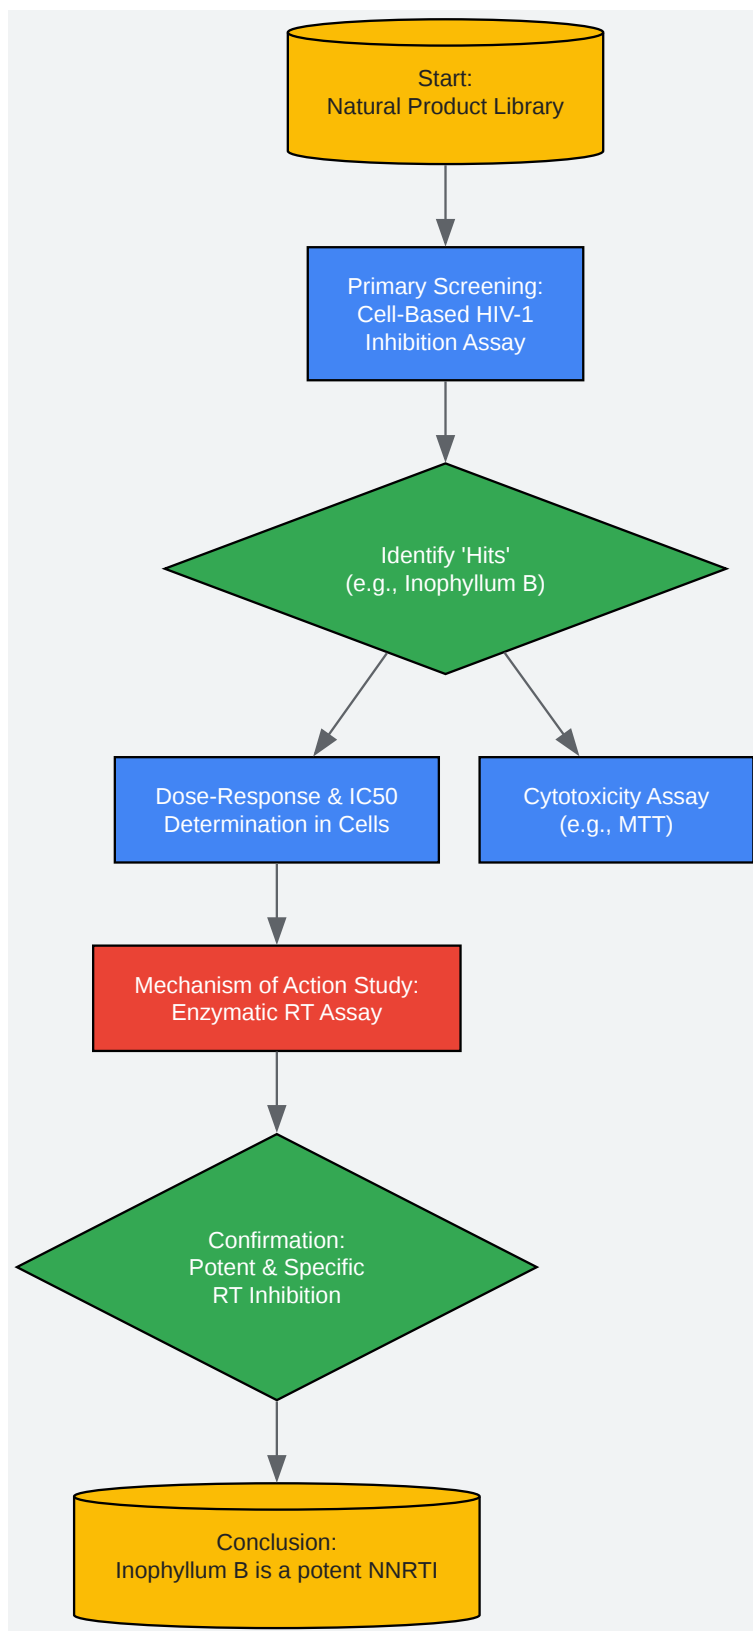 Start:
Natural Product Library
Primary Screening:
Cell-Based HIV-1
Inhibition Assay
Identify 'Hits'
(e.g., Inophyllum B)
Dose-Response & IC50
Determination in Cells
Cytotoxicity Assay
(e.g., MTT)
Mechanism of Action Study:
Enzymatic RT Assay
Confirmation:
Potent & Specific
RT Inhibition
Conclusion:
Inophyllum B is a potent NNRTI